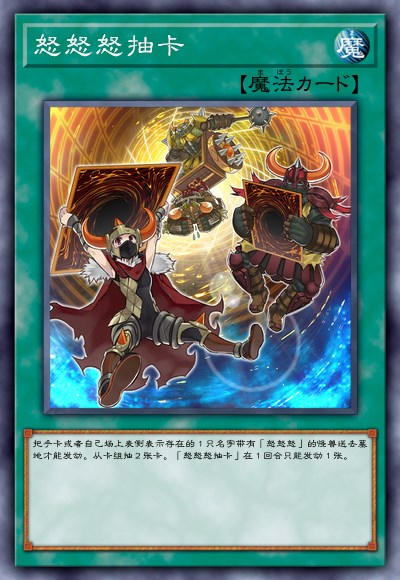 怒怒怒抽卡
魔
【魔法カード】
ま ほう
把手卡或者自己场上表侧表示存在的1只名字带有「怒怒怒」的怪兽送去墓
地才能发动。从卡组抽2张卡。「怒怒怒抽卡」在1回合只能发动1张。